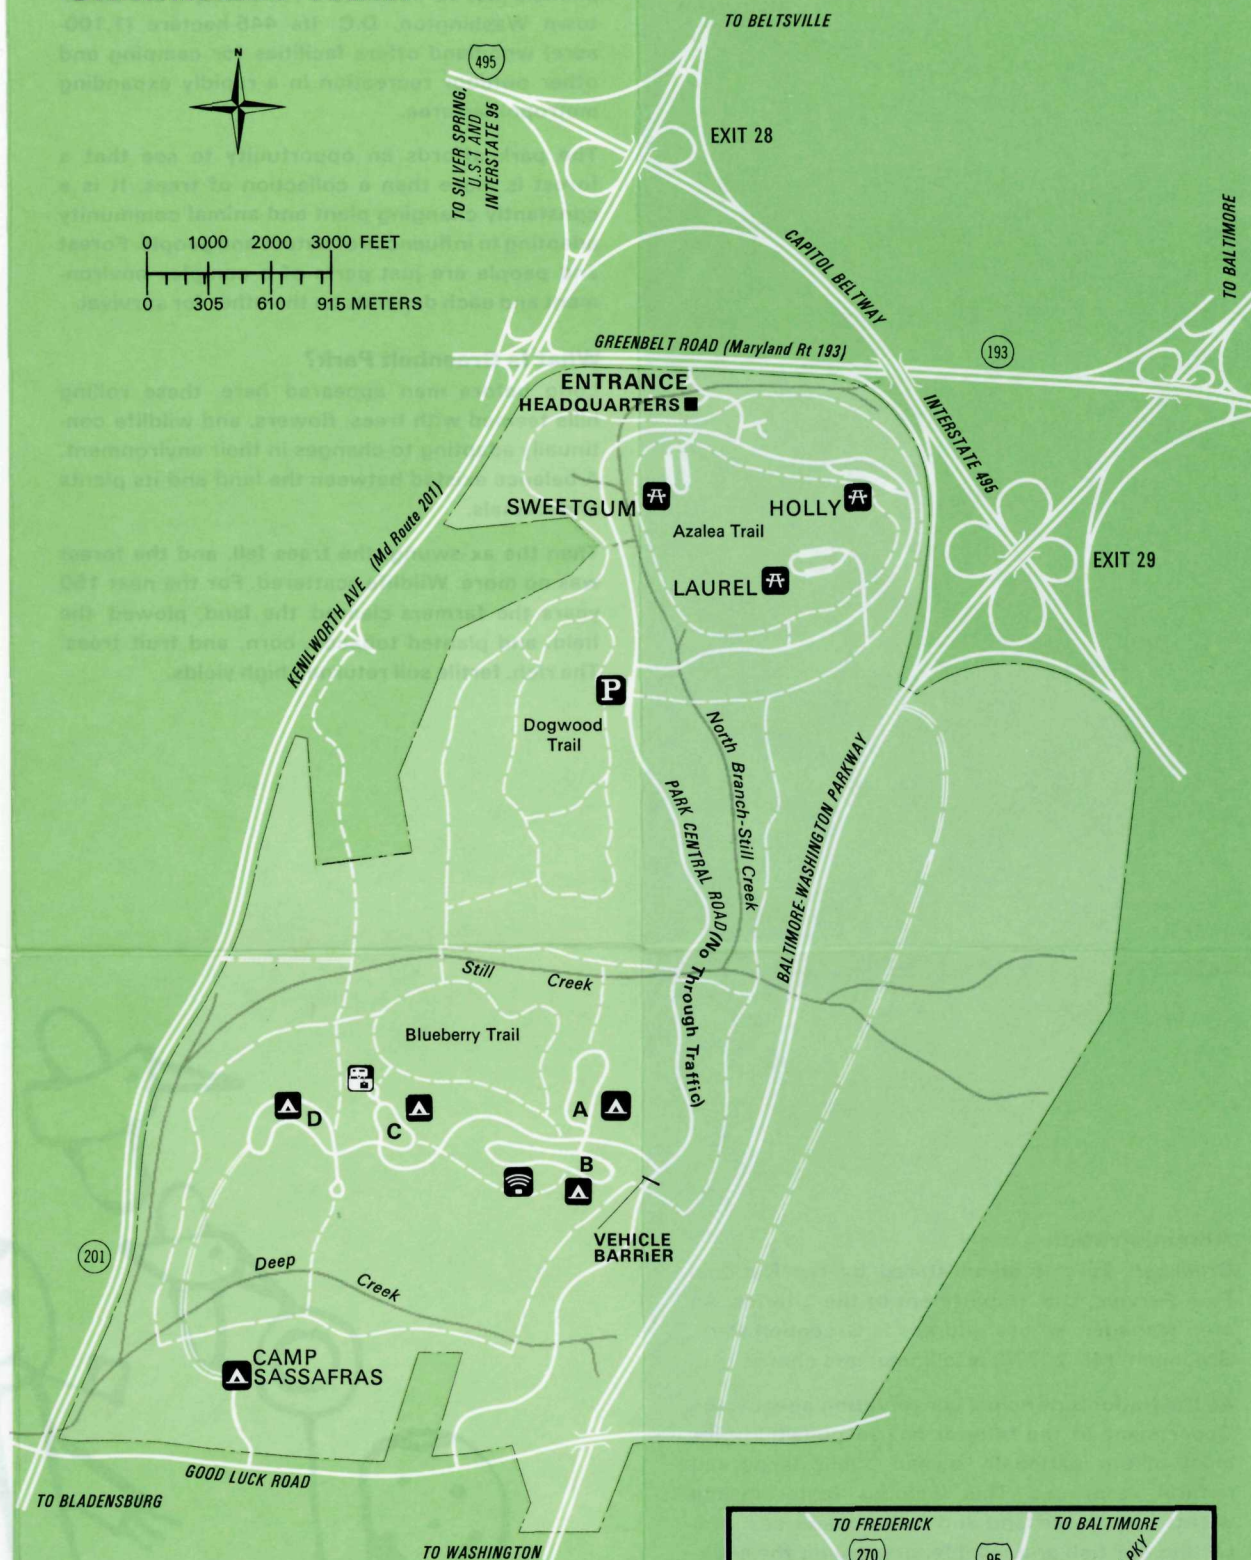 TO BELTSVILLE
495
N
TO SILVER SPRING,
U.S.1 AND
INTERSTATE 95
EXIT 28
0 1000 2000 3000 FEET
0 305 610 915 METERS
CAPITOL BELTWAY
TO BALTIMORE
GREENBELT ROAD (Maryland Rt 193)
193
ENTRANCE
HEADQUARTERS
INTERSTATE 495
SWEETGUM
HOLLY
Azalea Trail
LAUREL
EXIT 29
KENILWORTH AVE (Md Route 201)
P
Dogwood
Trail
North Branch-Still Creek
PARK CENTRAL ROAD (No Through Traffic)
BALTIMORE-WASHINGTON PARKWAY
Still Creek
Blueberry Trail
D
C
A
B
VEHICLE
BARRIER
201
Deep Creek
CAMP
SASSAFRAS
GOOD LUCK ROAD
TO BLADENSBURG
TO WASHINGTON
TO FREDERICK
TO BALTIMORE
270
95
PKY